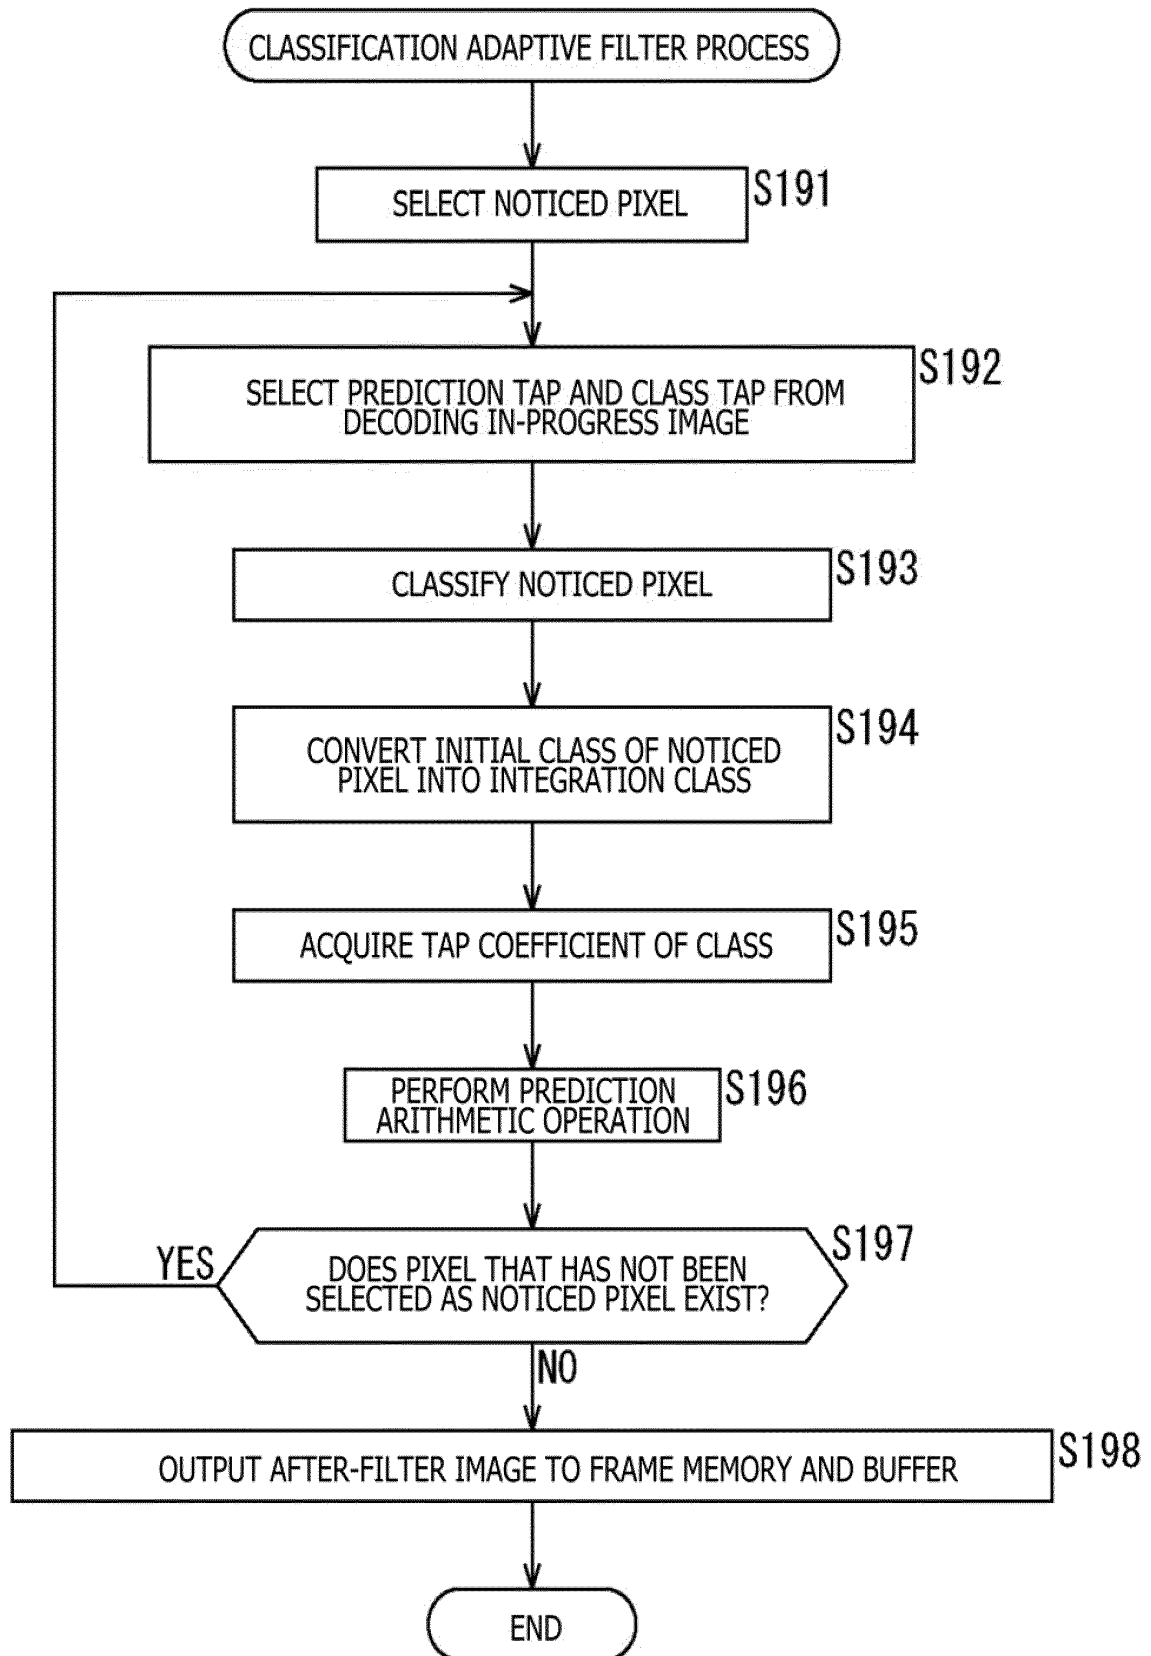 CLASSIFICATION ADAPTIVE FILTER PROCESS
SELECT NOTICED PIXEL
S191
SELECT PREDICTION TAP AND CLASS TAP FROM
DECODING IN-PROGRESS IMAGE
S192
CLASSIFY NOTICED PIXEL
S193
CONVERT INITIAL CLASS OF NOTICED
PIXEL INTO INTEGRATION CLASS
S194
ACQUIRE TAP COEFFICIENT OF CLASS
S195
PERFORM PREDICTION
ARITHMETIC OPERATION
S196
DOES PIXEL THAT HAS NOT BEEN
SELECTED AS NOTICED PIXEL EXIST?
S197
YES
NO
OUTPUT AFTER-FILTER IMAGE TO FRAME MEMORY AND BUFFER
S198
END